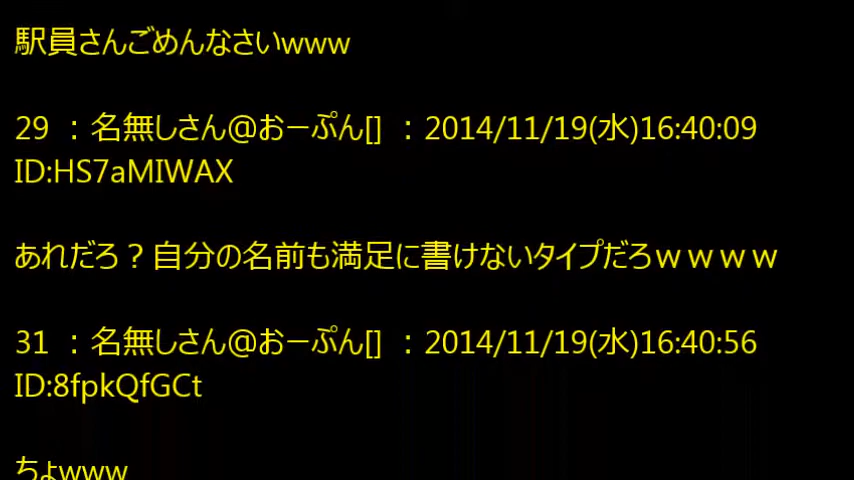 駅員さんごめんなさいwww
29 ：名無しさん＠おーぷん[] ：2014/11/19(水)16:40:09
ID:HS7aMIWAX
あれだろ？自分の名前も満足に書けないタイプだろｗｗｗｗ
31 ：名無しさん＠おーぷん[] ：2014/11/19(水)16:40:56
ID:8fpkQfGCt
ちょwww